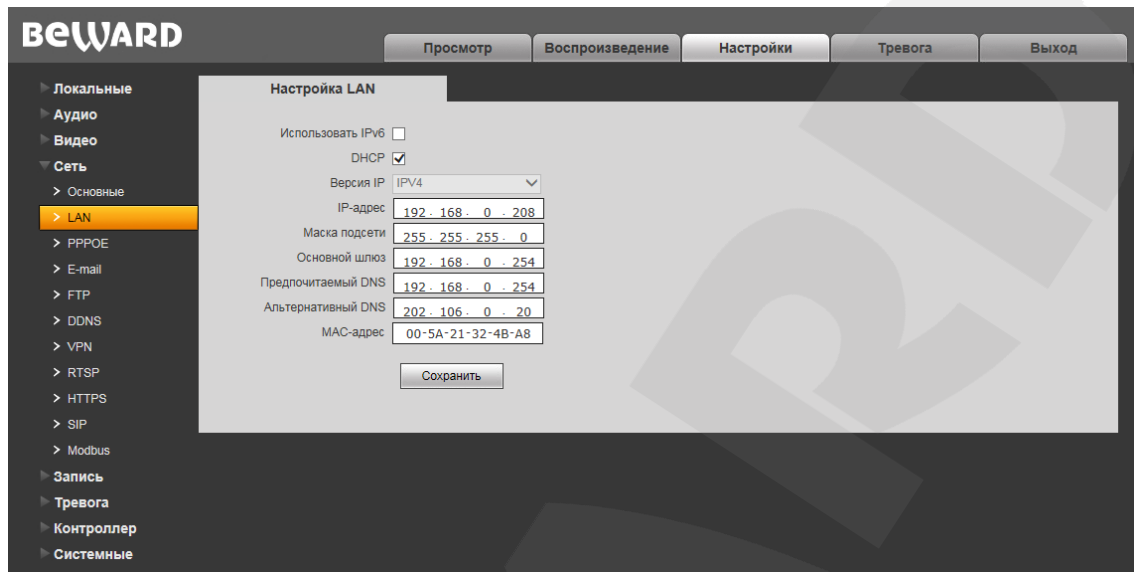 BEWARD
Просмотр Воспроизведение Настройки Тревога Выход
Локальные
Аудио
Видео
Сеть
> Основные
> LAN
> PPPOE
> E-mail
> FTP
> DDNS
> VPN
> RTSP
> HTTPS
> SIP
> Modbus
Запись
Тревога
Контроллер
Системные
Настройка LAN
Использовать IPv6
DHCP
Версия IP IPV4
IP-адрес 192 . 168 . 0 . 208
Маска подсети 255 . 255 . 255 . 0
Основной шлюз 192 . 168 . 0 . 254
Предпочитаемый DNS 192 . 168 . 0 . 254
Альтернативный DNS 202 . 106 . 0 . 20
MAC-адрес 00-5A-21-32-4B-A8
Сохранить